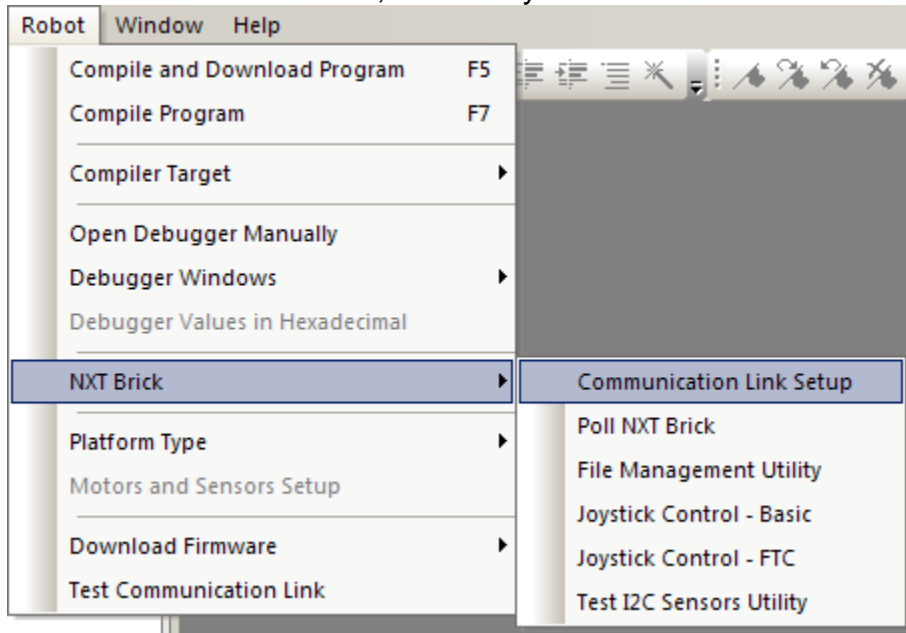 Robot Window Help
Compile and Download Program F5
Compile Program F7
Compiler Target
Open Debugger Manually
Debugger Windows
Debugger Values in Hexadecimal
NXT Brick
Platform Type
Motors and Sensors Setup
Download Firmware
Test Communication Link
Communication Link Setup
Poll NXT Brick
File Management Utility
Joystick Control - Basic
Joystick Control - FTC
Test I2C Sensors Utility